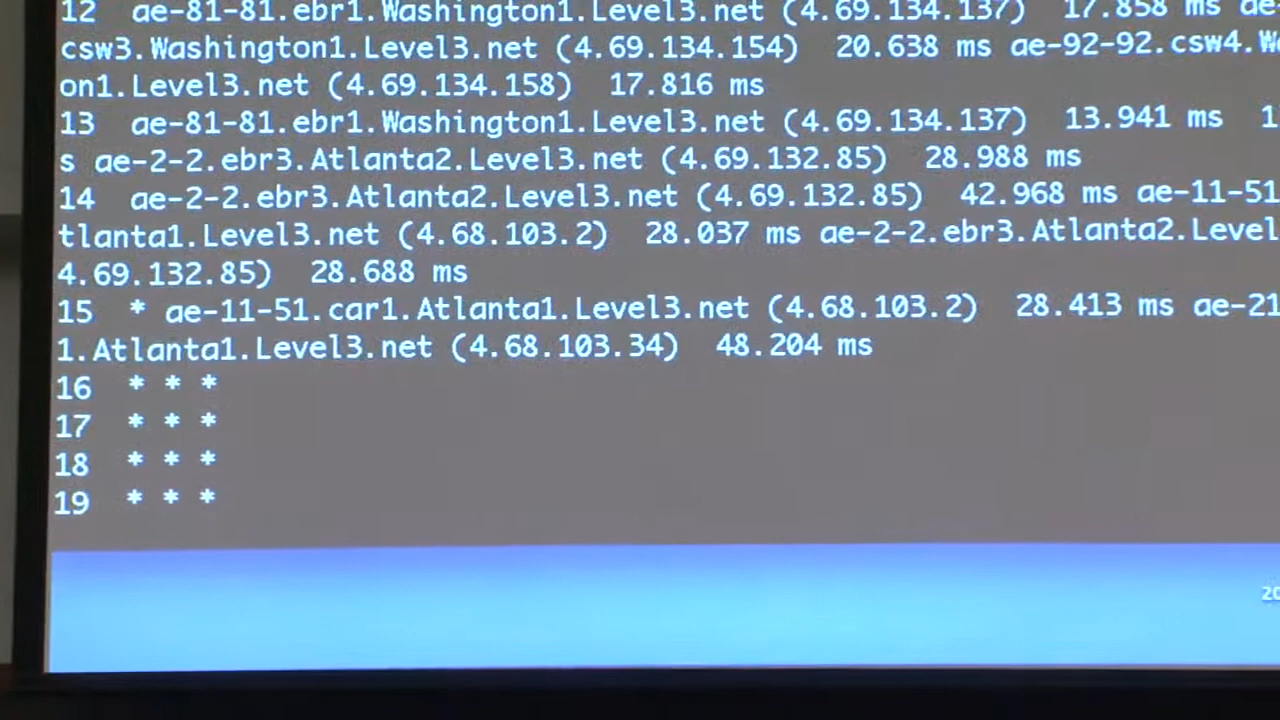 12  ae-81-81.ebr1.Washington1.Level3.net (4.69.134.137)  17.858 ms ae-
csw3.Washington1.Level3.net (4.69.134.154)  20.638 ms ae-92-92.csw4.W
on1.Level3.net (4.69.134.158)  17.816 ms
13  ae-81-81.ebr1.Washington1.Level3.net (4.69.134.137)  13.941 ms  1
s ae-2-2.ebr3.Atlanta2.Level3.net (4.69.132.85)  28.988 ms
14  ae-2-2.ebr3.Atlanta2.Level3.net (4.69.132.85)  42.968 ms ae-11-51
tlanta1.Level3.net (4.68.103.2)  28.037 ms ae-2-2.ebr3.Atlanta2.Level
4.69.132.85)  28.688 ms
15  * ae-11-51.car1.Atlanta1.Level3.net (4.68.103.2)  28.413 ms ae-21
1.Atlanta1.Level3.net (4.68.103.34)  48.204 ms
16  * * *
17  * * *
18  * * *
19  * * *
20